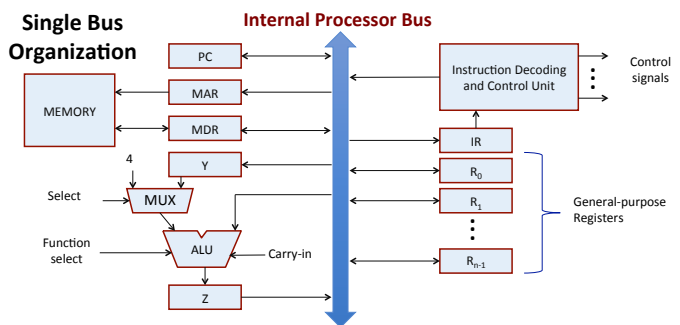 Single Bus
Organization
Internal Processor Bus
PC
MAR
MDR
MEMORY
Y
4
MUX
Select
ALU
Function
select
Carry-in
Z
Instruction Decoding
and Control Unit
Control
signals
IR
R0
R1
Rn-1
General-purpose
Registers